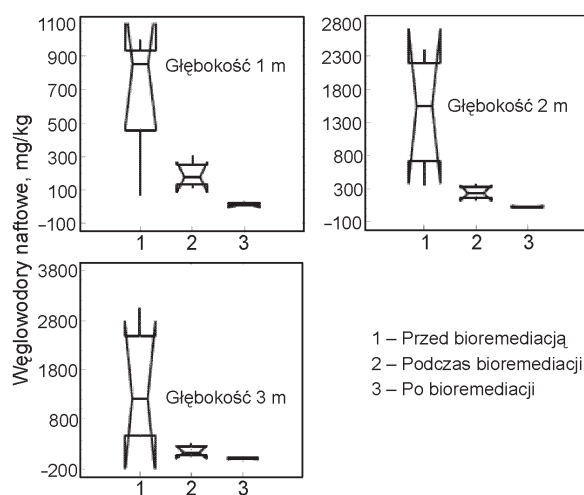 Węglowodory naftowe, mg/kg
1100
900
700
500
300
100
–100
Głębokość 1 m
1 2 3
2800
2300
1800
1300
800
300
–100
Głębokość 2 m
1 2 3
3800
2800
1800
800
–200
Głębokość 3 m
1 2 3
1 – Przed bioremediacją
2 – Podczas bioremediacji
3 – Po bioremediacji